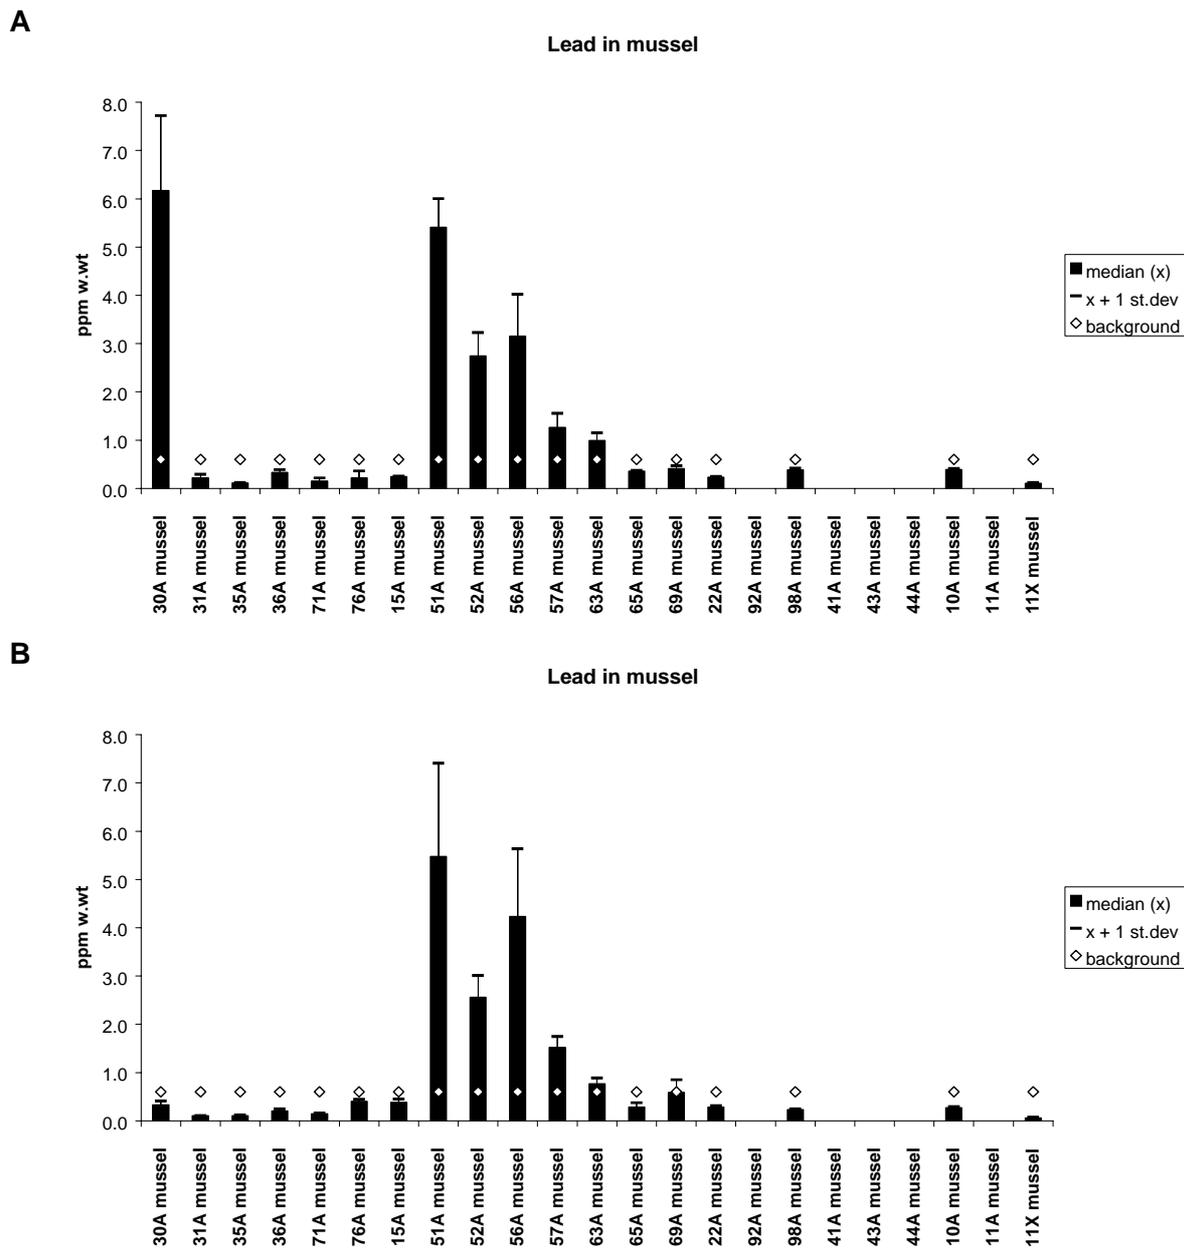 A
Lead in mussel
8.0
7.0
6.0
5.0
4.0
3.0
2.0
1.0
0.0
ppm w.wt
30A mussel
31A mussel
35A mussel
36A mussel
71A mussel
76A mussel
15A mussel
51A mussel
52A mussel
56A mussel
57A mussel
63A mussel
65A mussel
69A mussel
22A mussel
92A mussel
98A mussel
41A mussel
43A mussel
44A mussel
10A mussel
11A mussel
11X mussel
median (x)
x + 1 st.dev
background
B
Lead in mussel
8.0
7.0
6.0
5.0
4.0
3.0
2.0
1.0
0.0
ppm w.wt
30A mussel
31A mussel
35A mussel
36A mussel
71A mussel
76A mussel
15A mussel
51A mussel
52A mussel
56A mussel
57A mussel
63A mussel
65A mussel
69A mussel
22A mussel
92A mussel
98A mussel
41A mussel
43A mussel
44A mussel
10A mussel
11A mussel
11X mussel
median (x)
x + 1 st.dev
background